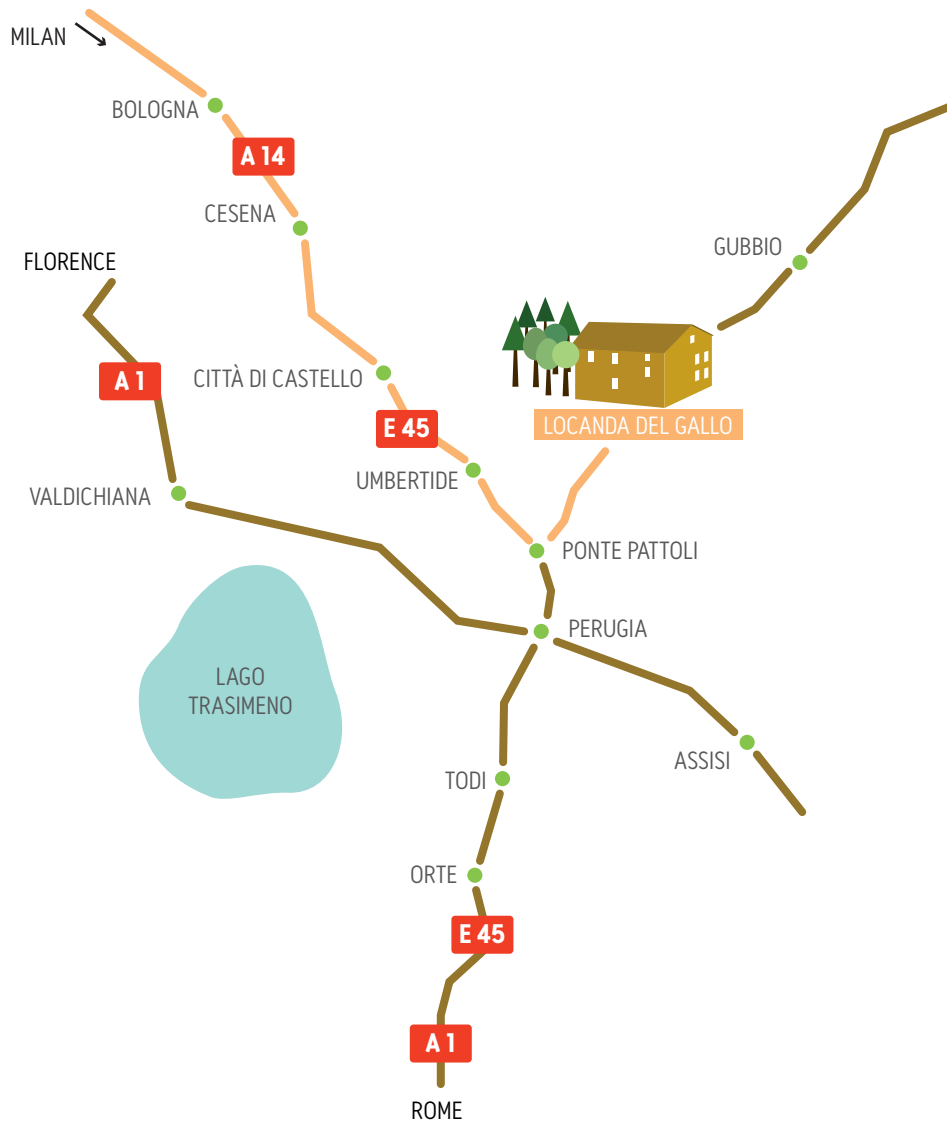 MILAN
BOLOGNA
A 14
CESENA
GUBBIO
FLORENCE
A 1
CITTÀ DI CASTELLO
LOCANDA DEL GALLO
E 45
UMBERTIDE
VALDICHIANA
PONTE PATTOLI
PERUGIA
LAGO
TRASIMENO
ASSISI
TODI
ORTE
E 45
A 1
ROME